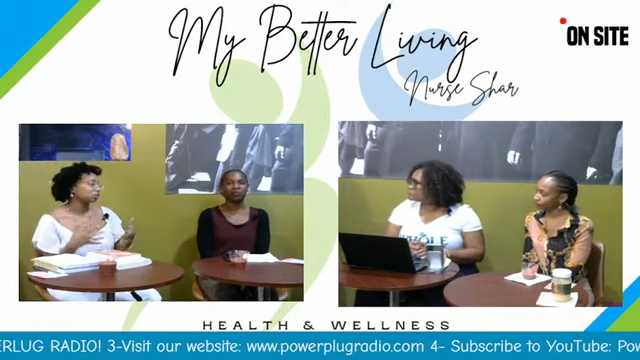 My Better Living
ON SITE
Nurse Shar
WHOLE
HEALTH & WELLNESS
ERLUG RADIO! 3-Visit our website: www.powerplugradio.com 4- Subscribe to YouTube: Pow